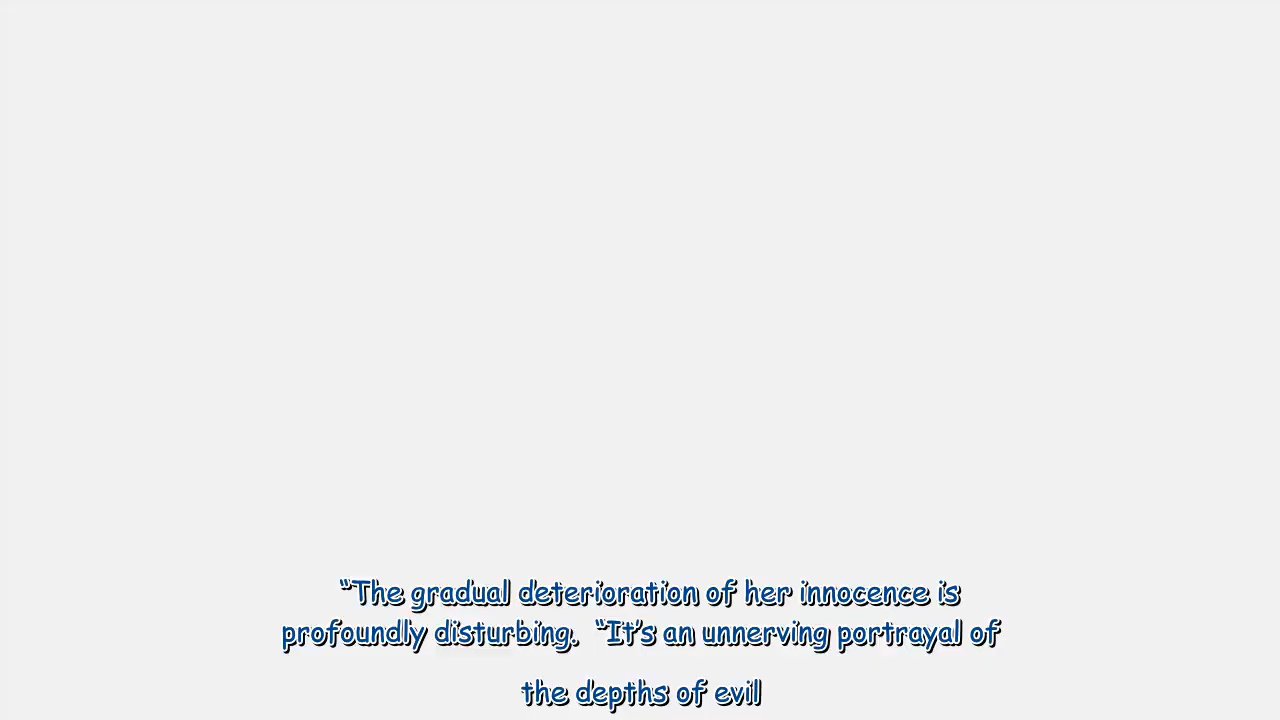 “The gradual deterioration of her innocence is
profoundly disturbing.  “It’s an unnerving portrayal of
the depths of evil